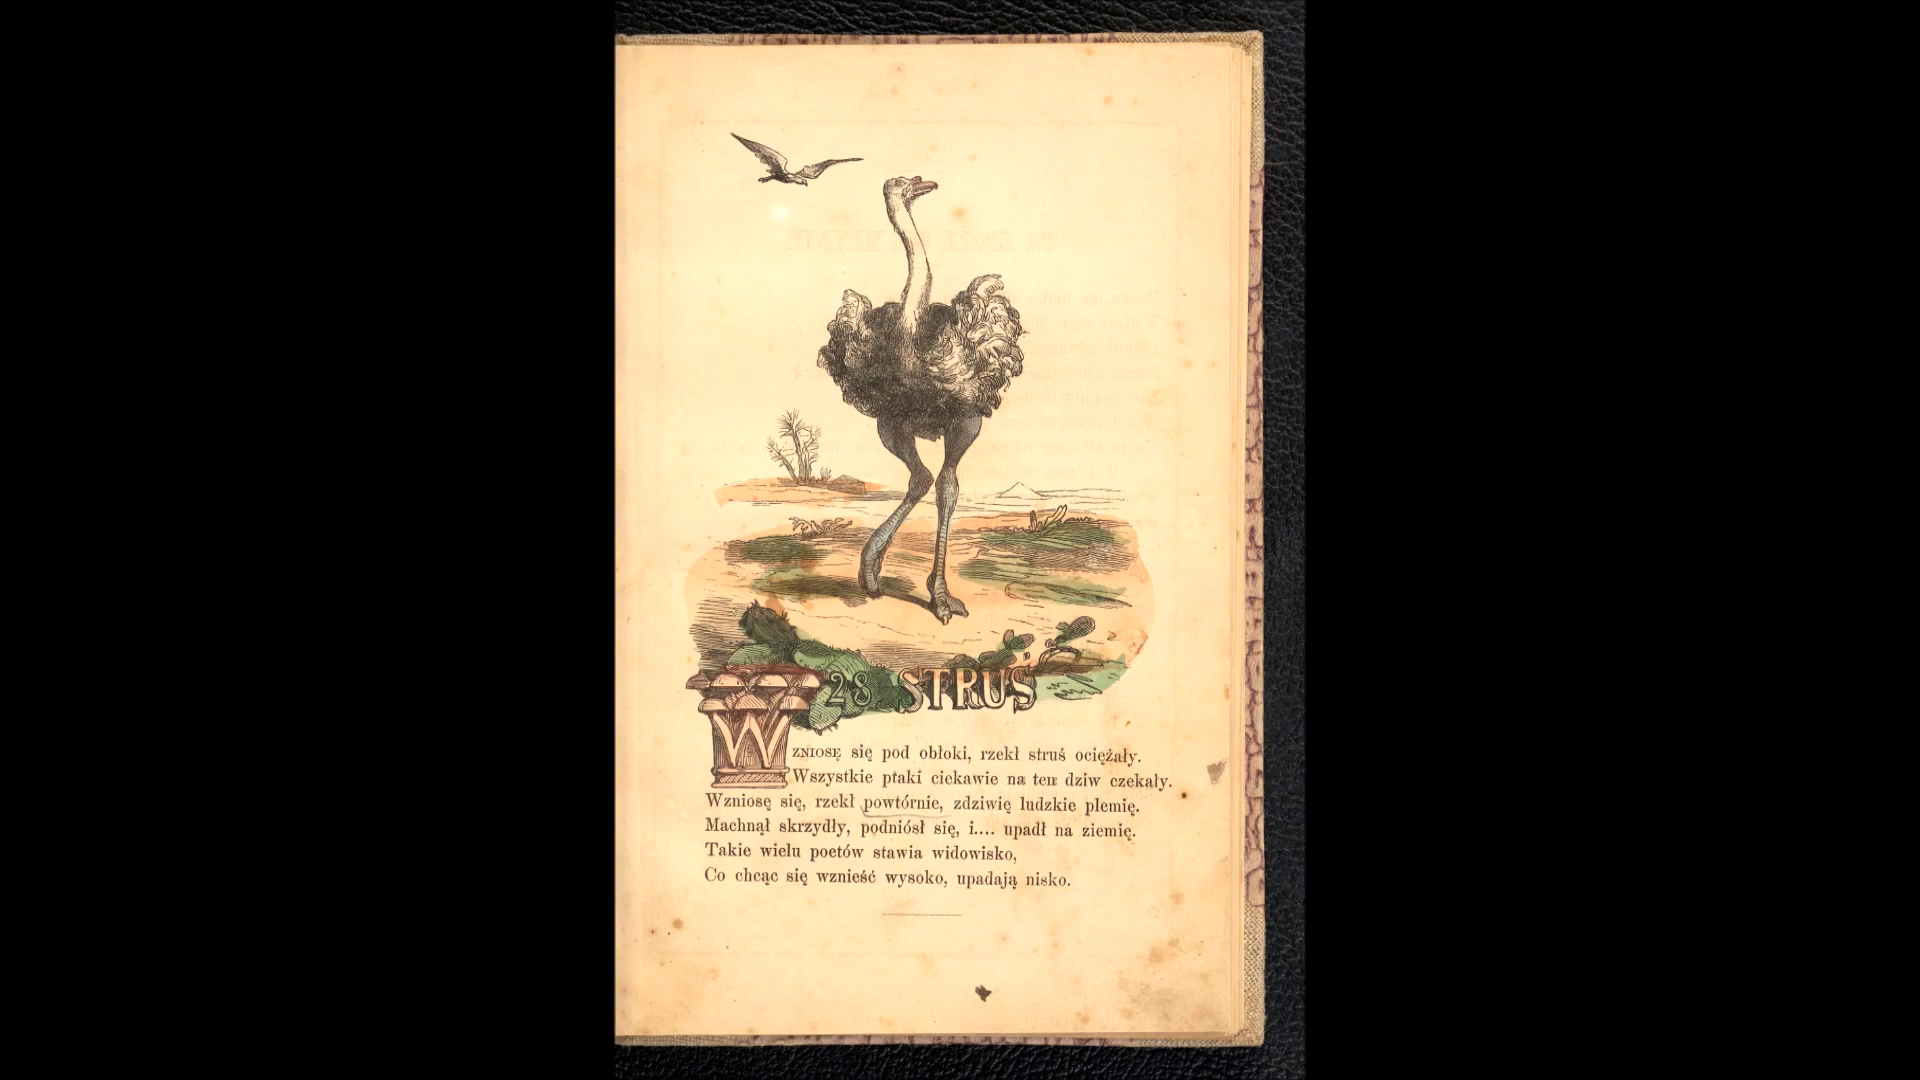 28 STRUŚ
Wzniosę się pod obłoki, rzekł struś ociężały.
Wszystkie ptaki ciekawie na ten dziw czekały.
Wzniosę się, rzekł powtórnie, zdziwię ludzkie plemię.
Machnął skrzydły, podniósł się, i.... upadł na ziemię.
Takie wielu poetów stawia widowisko,
Co chcąc się wznieść wysoko, upadają nisko.